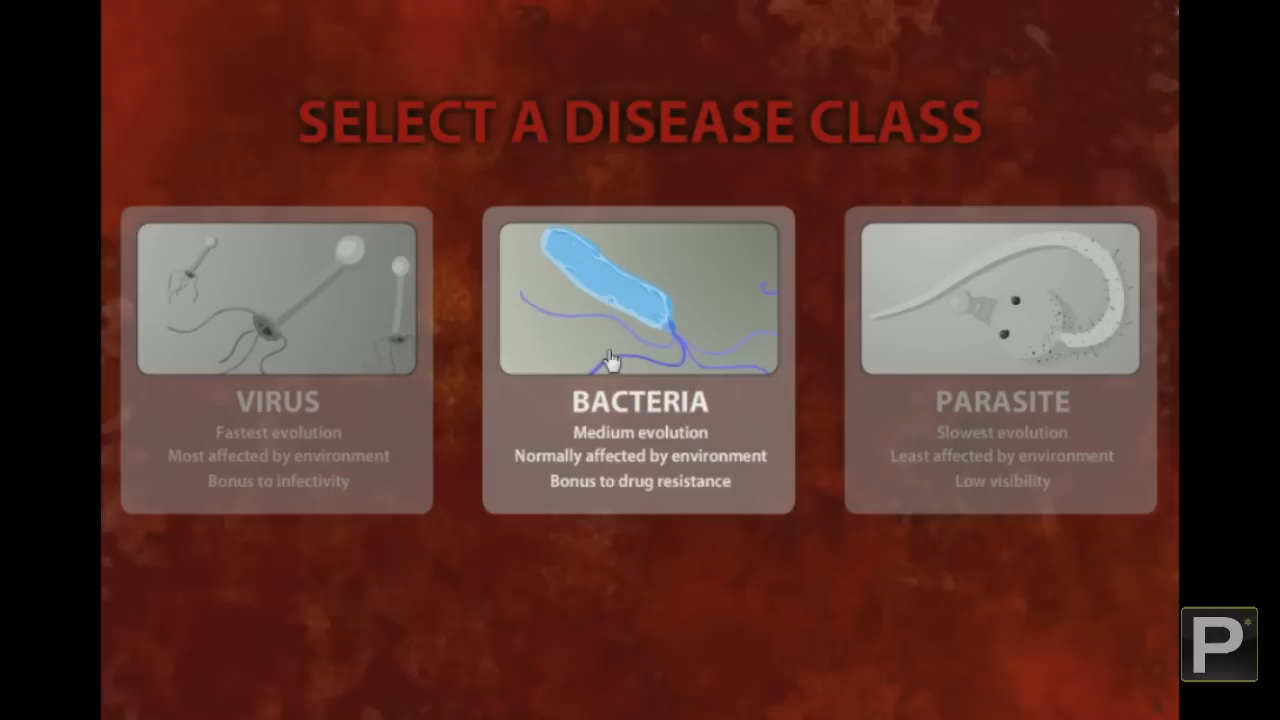 SELECT A DISEASE CLASS
VIRUS
Fastest evolution
Most affected by environment
Bonus to infectivity
BACTERIA
Medium evolution
Normally affected by environment
Bonus to drug resistance
PARASITE
Slowest evolution
Least affected by environment
Low visibility
P*